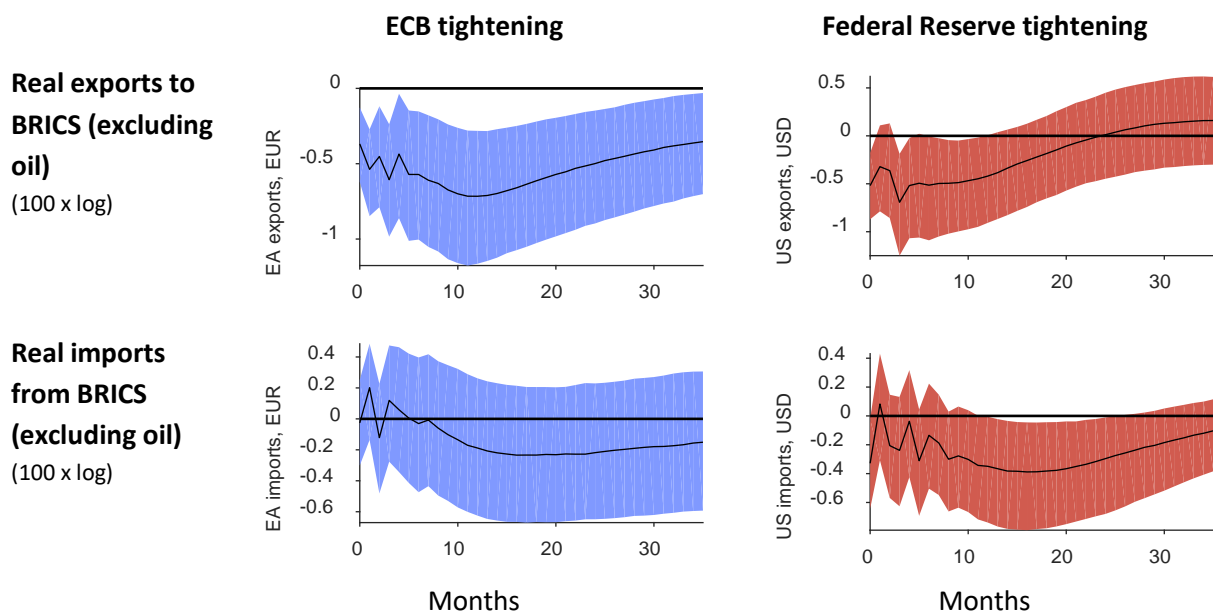 ECB tightening
Federal Reserve tightening
Real exports to
BRICS (excluding
oil)
(100 x log)
EA exports, EUR
0
-0.5
-1
0 10 20 30
US exports, USD
0.5
0
-0.5
-1
0 10 20 30
Real imports
from BRICS
(excluding oil)
(100 x log)
EA imports, EUR
0.4
0.2
0
-0.2
-0.4
-0.6
0 10 20 30
Months
US imports, USD
0.4
0.2
0
-0.2
-0.4
-0.6
0 10 20 30
Months